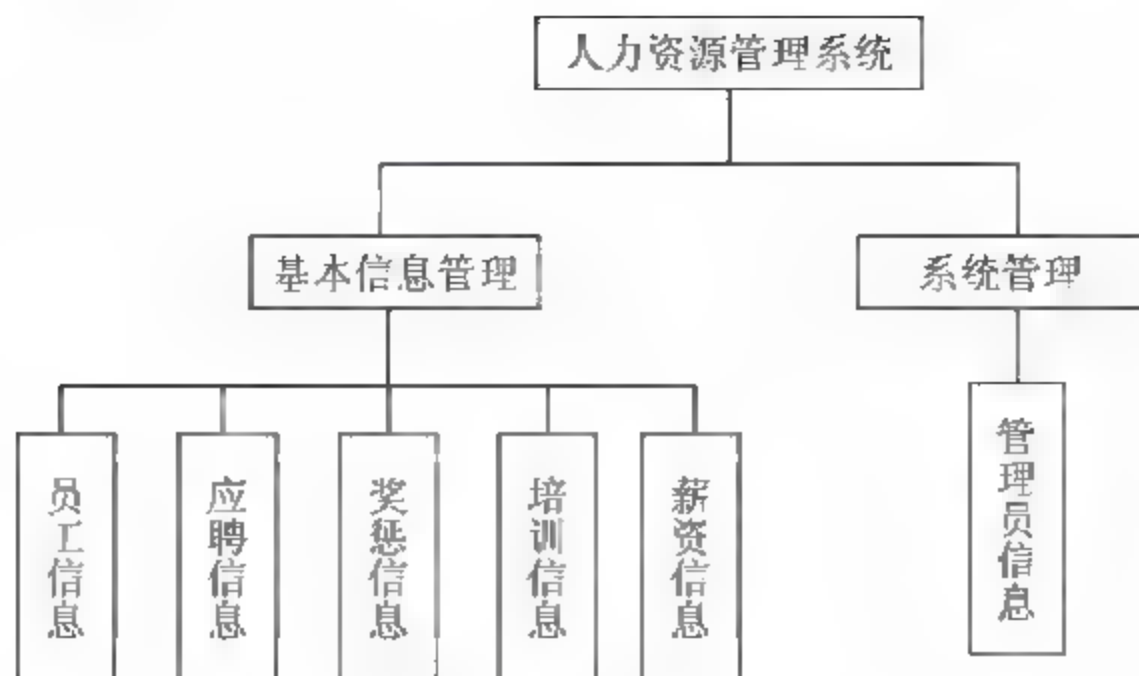 人力资源管理系统
基本信息管理
系统管理
员工信息
应聘信息
奖惩信息
培训信息
薪资信息
管理员信息